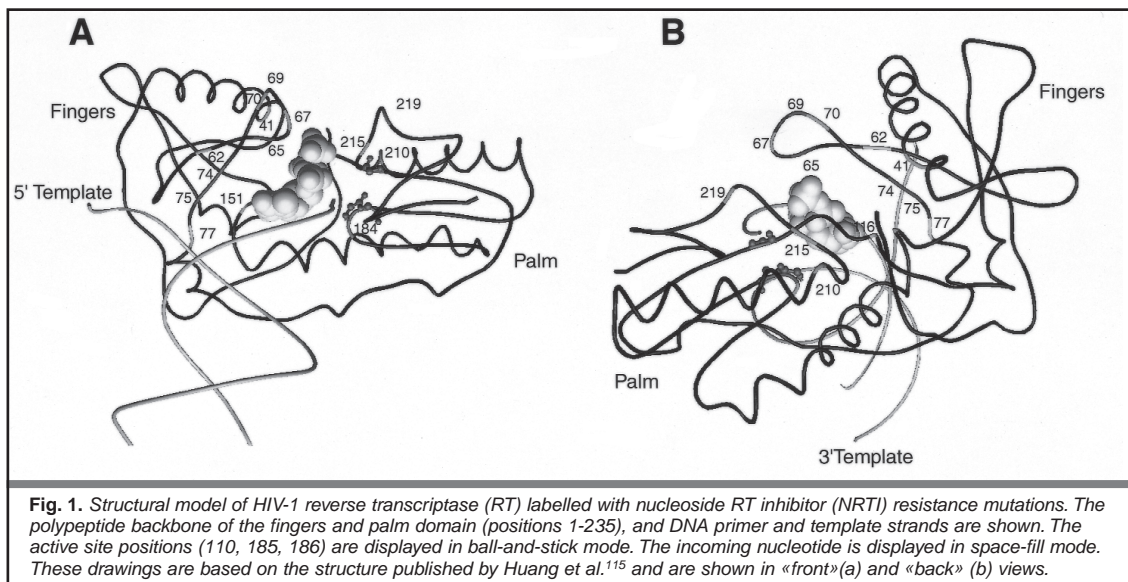 A
B
69
Fingers
70
219
67
41
215
210
65
62
74
5' Template
75
151
184
77
Palm
Fingers
69
70
67
62
65
41
74
219
75
77
116
215
210
Palm
3'Template
Fig. 1. Structural model of HIV-1 reverse transcriptase (RT) labelled with nucleoside RT inhibitor (NRTI) resistance mutations. The
polypeptide backbone of the fingers and palm domain (positions 1-235), and DNA primer and template strands are shown. The
active site positions (110, 185, 186) are displayed in ball-and-stick mode. The incoming nucleotide is displayed in space-fill mode.
These drawings are based on the structure published by Huang et al.115 and are shown in «front»(a) and «back» (b) views.